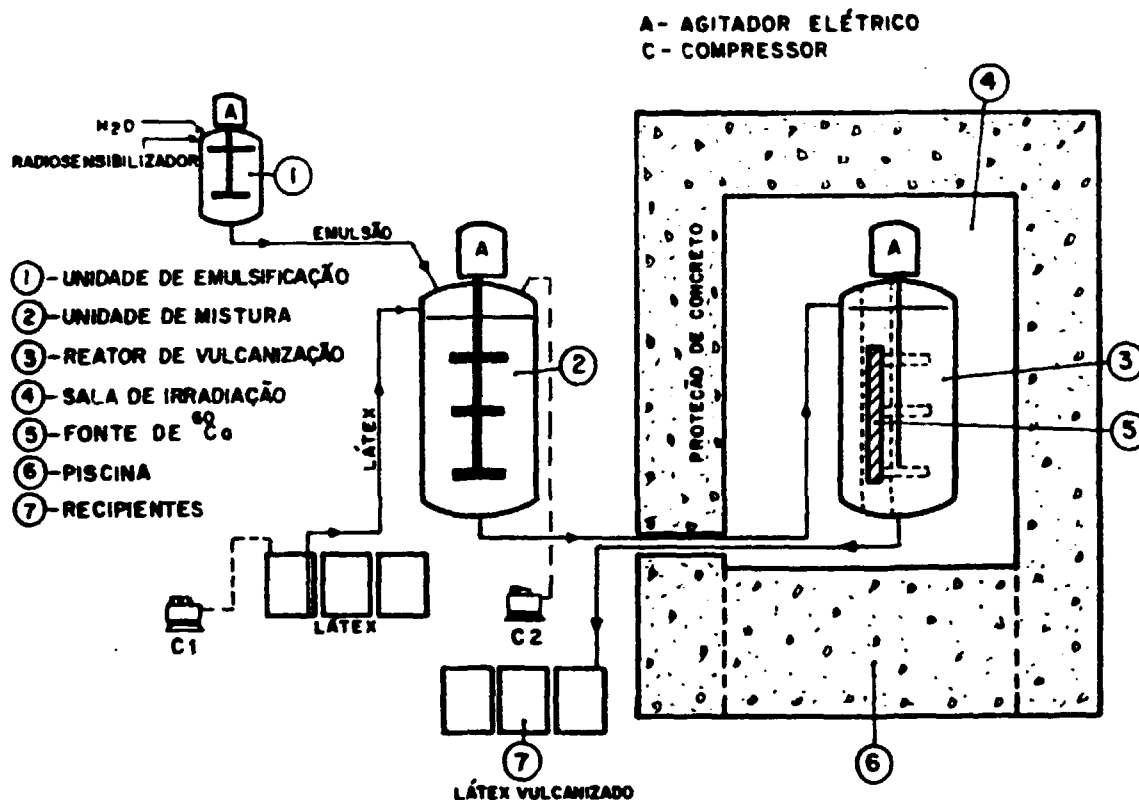 A- AGITADOR ELÉTRICO
C- COMPRESSOR
4
A
H2O
RADIOSENSIBILIZADOR
1
EMULSÃO
A
A
PROTEÇÃO DE CONCRETO
1 -UNIDADE DE EMULSIFICAÇÃO
2 -UNIDADE DE MISTURA
3 -REATOR DE VULCANIZAÇÃO
4 -SALA DE IRRADIAÇÃO
5 -FONTE DE 60Co
6 -PISCINA
7 -RECIPIENTES
2
3
5
LÁTEX
LÁTEX
C1
C2
6
7
LÁTEX VULCANIZADO